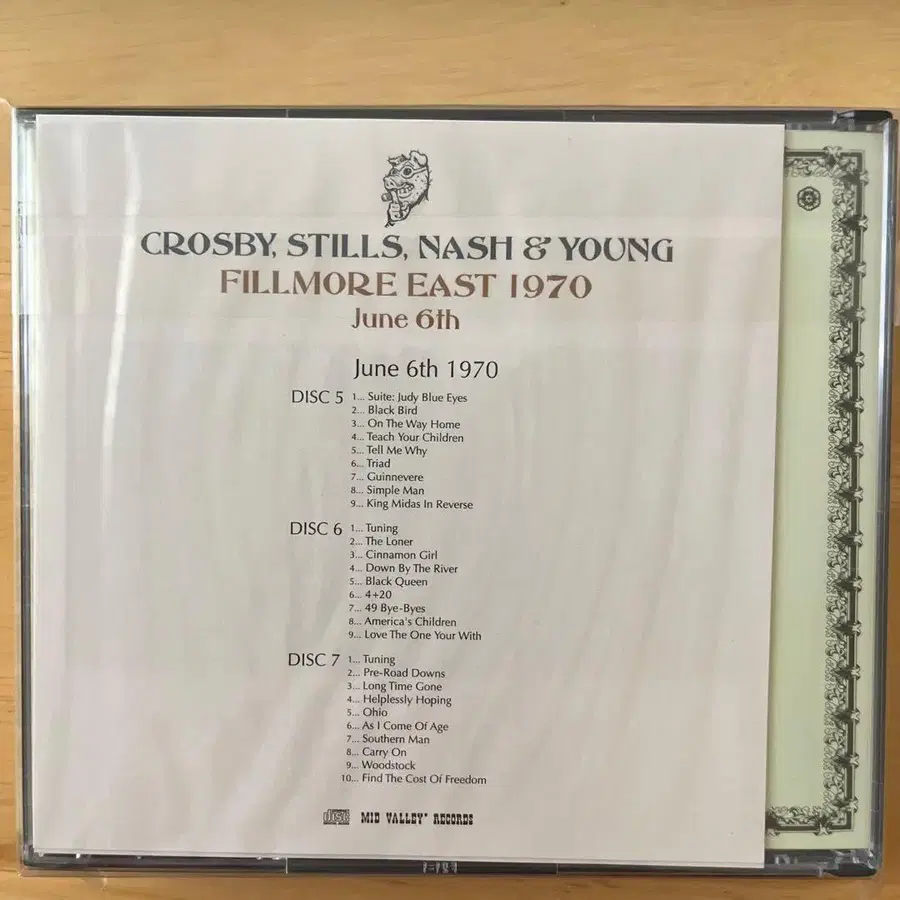 CROSBY, STILLS, NASH & YOUNG
FILLMORE EAST 1970
June 6th
June 6th 1970
DISC 5 1... Suite: Judy Blue Eyes
2... Black Bird
3... On The Way Home
4... Teach Your Children
5... Tell Me Why
6... Triad
7... Guinnevere
8... Simple Man
9... King Midas In Reverse
DISC 6 1... Tuning
2... The Loner
3... Cinnamon Girl
4... Down By The River
5... Black Queen
6... 4+20
7... 49 Bye-Byes
8... America's Children
9... Love The One Your With
DISC 7 1... Tuning
2... Pre-Road Downs
3... Long Time Gone
4... Helplessly Hoping
5... Ohio
6... As I Come Of Age
7... Southern Man
8... Carry On
9... Woodstock
10... Find The Cost Of Freedom
disc MID VALLEY RECORDS